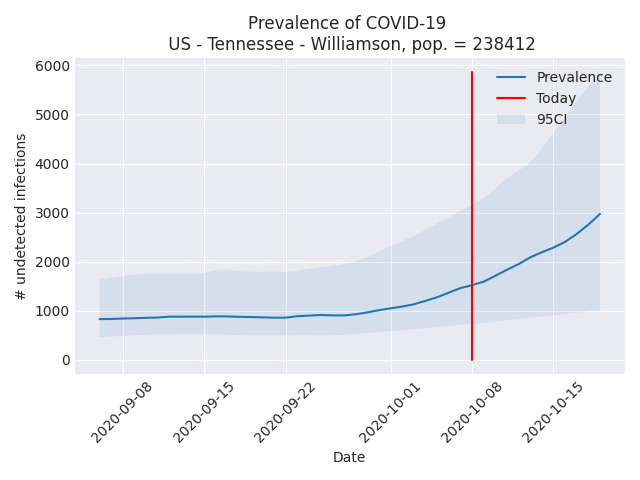 Prevalence of COVID-19
US - Tennessee - Williamson, pop. = 238412
6000
5000
4000
3000
2000
1000
0
# undetected infections
Prevalence
Today
95CI
2020-09-08
2020-09-15
2020-09-22
2020-10-01
2020-10-08
2020-10-15
Date